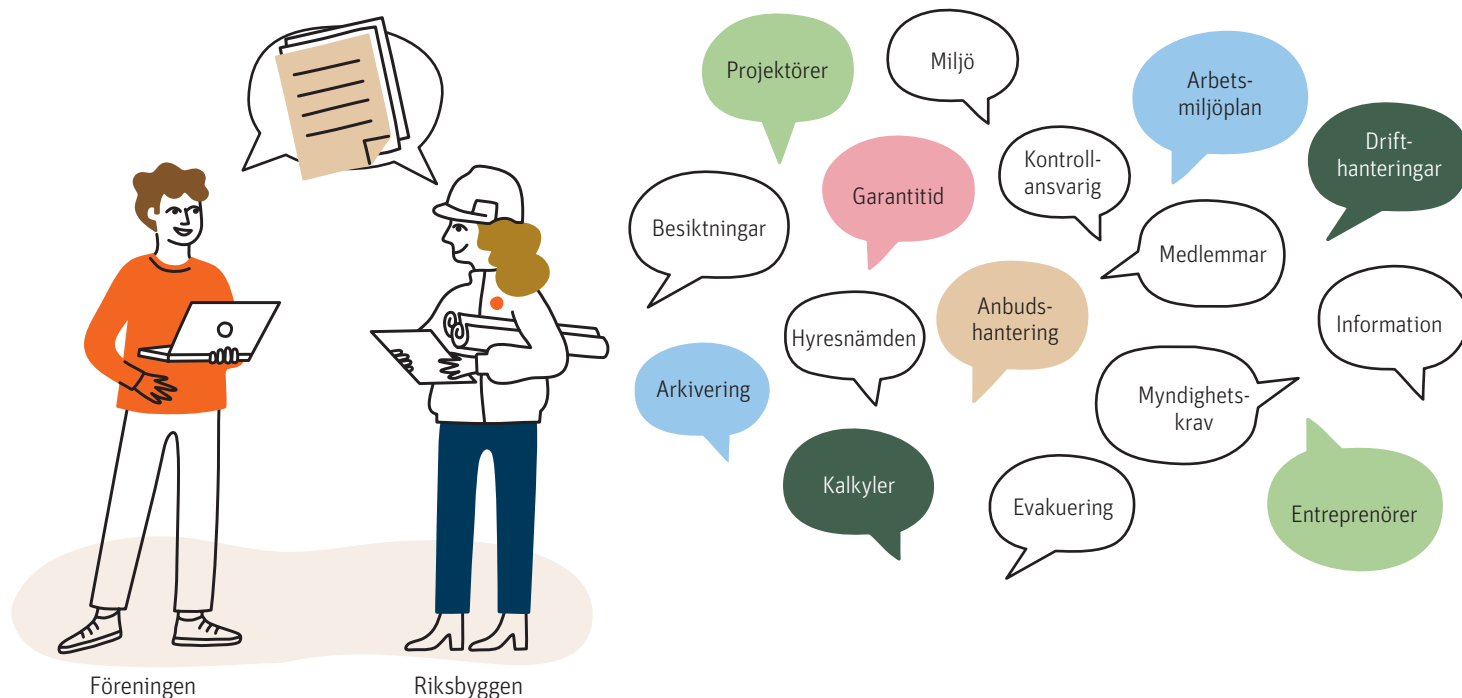 Projektörer
Miljö
Arbets-
miljöplan
Drift-
hanteringar
Kontroll-
ansvarig
Garantitid
Besiktningar
Medlemmar
Anbuds-
hantering
Hyresnämden
Information
Arkivering
Myndighets-
krav
Kalkyler
Evakuering
Entreprenörer
Föreningen
Riksbyggen